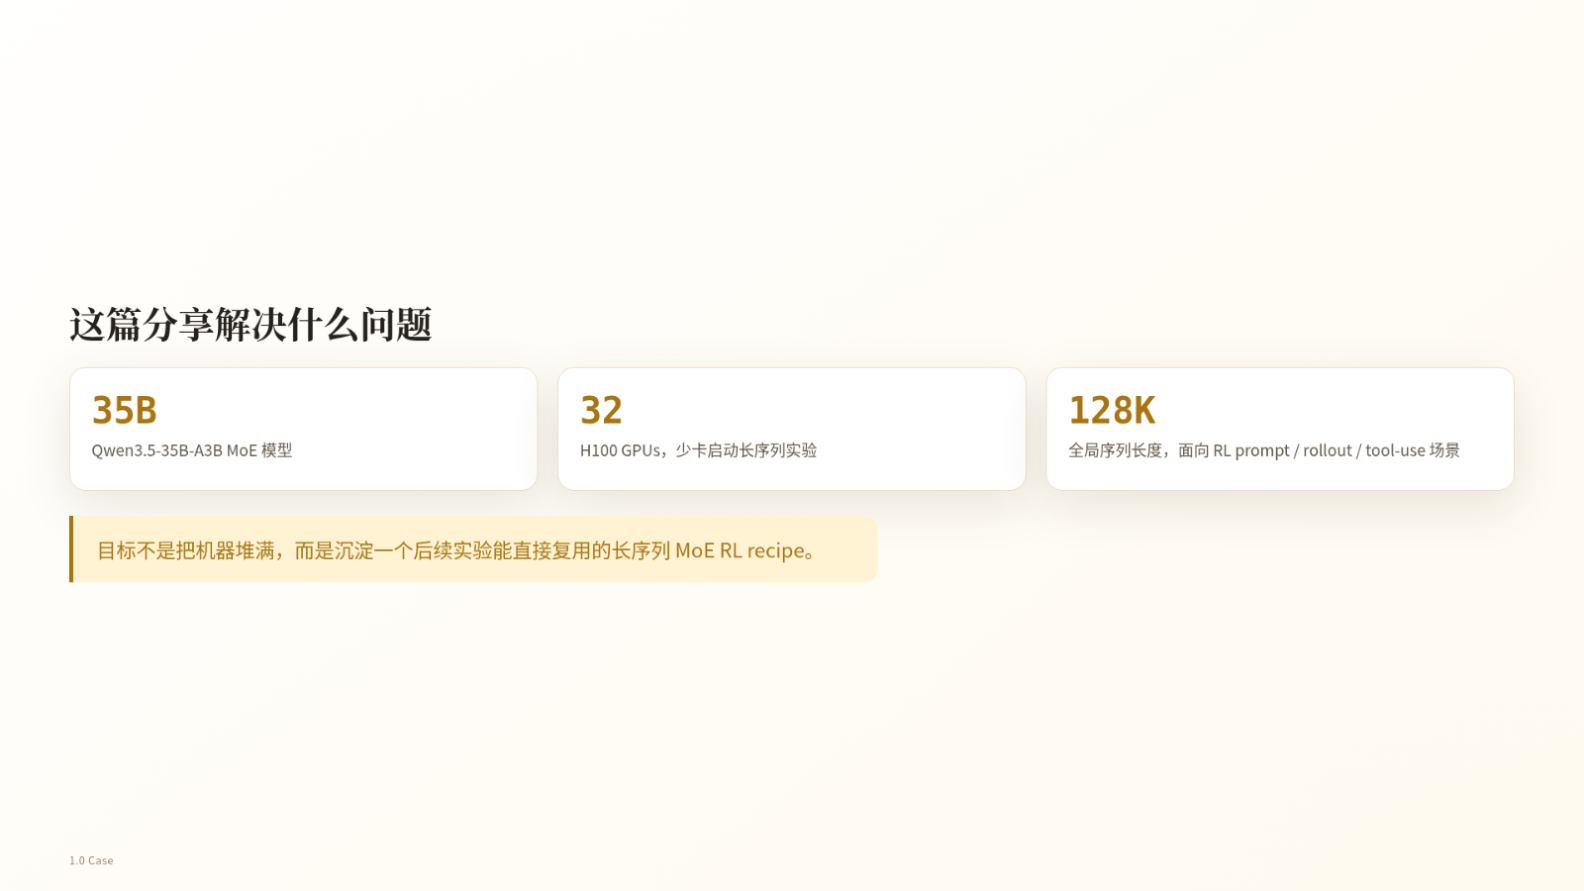 这篇分享解决什么问题
35B
Qwen3.5-35B-A3B MoE 模型
32
H100 GPUs，少卡启动长序列实验
128K
全局序列长度，面向 RL prompt / rollout / tool-use 场景
目标不是把机器堆满，而是沉淀一个后续实验能直接复用的长序列 MoE RL recipe。
1.0 Case